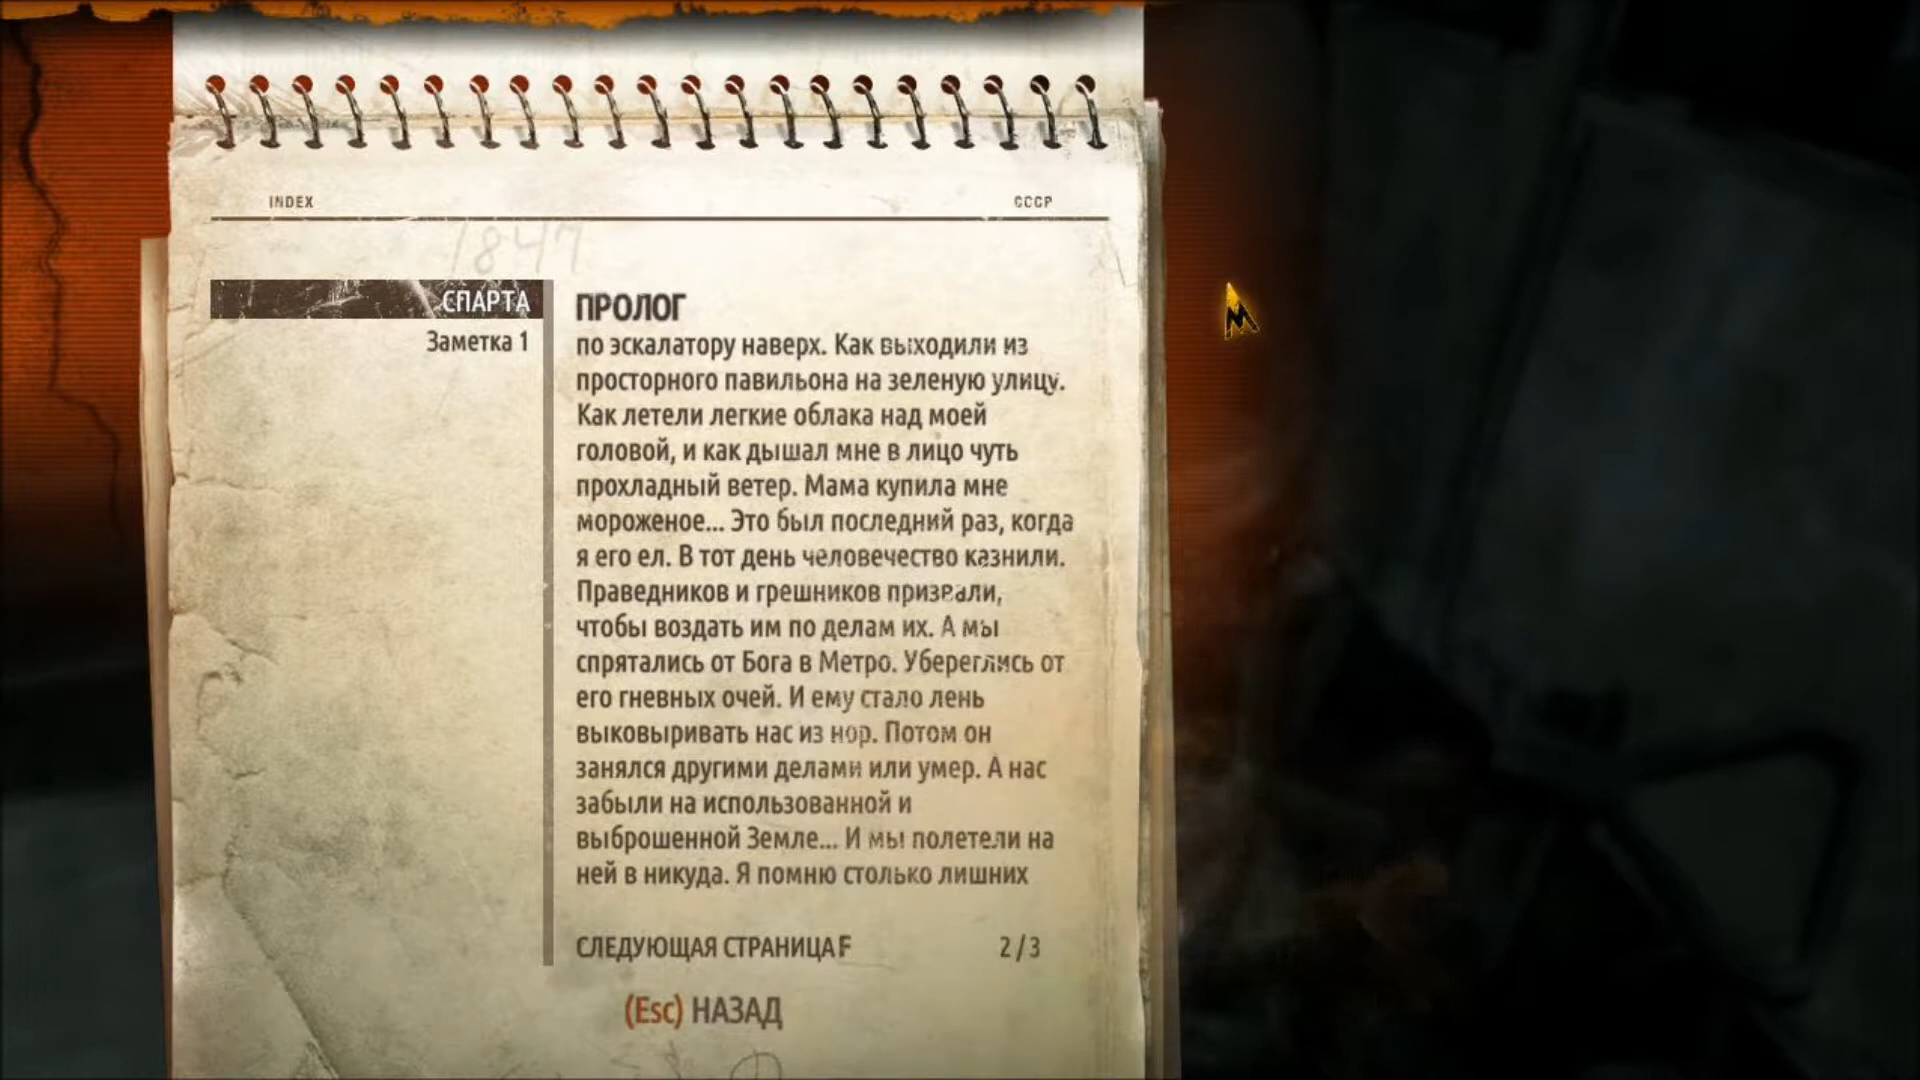 INDEX
СССР
1847
СПАРТА
Заметка 1
ПРОЛОГ
по эскалатору наверх. Как выходили из
просторного павильона на зеленую улицу.
Как летели легкие облака над моей
головой, и как дышал мне в лицо чуть
прохладный ветер. Мама купила мне
мороженое... Это был последний раз, когда
я его ел. В тот день человечество казнили.
Праведников и грешников призвали,
чтобы воздать им по делам их. А мы
спрятались от Бога в Метро. Убереглись от
его гневных очей. И ему стало лень
выковыривать нас из нор. Потом он
занялся другими делами или умер. А нас
забыли на использованной и
выброшенной Земле... И мы полетели на
ней в никуда. Я помню столько лишних
СЛЕДУЮЩАЯ СТРАНИЦА F
2 / 3
(Esc) НАЗАД